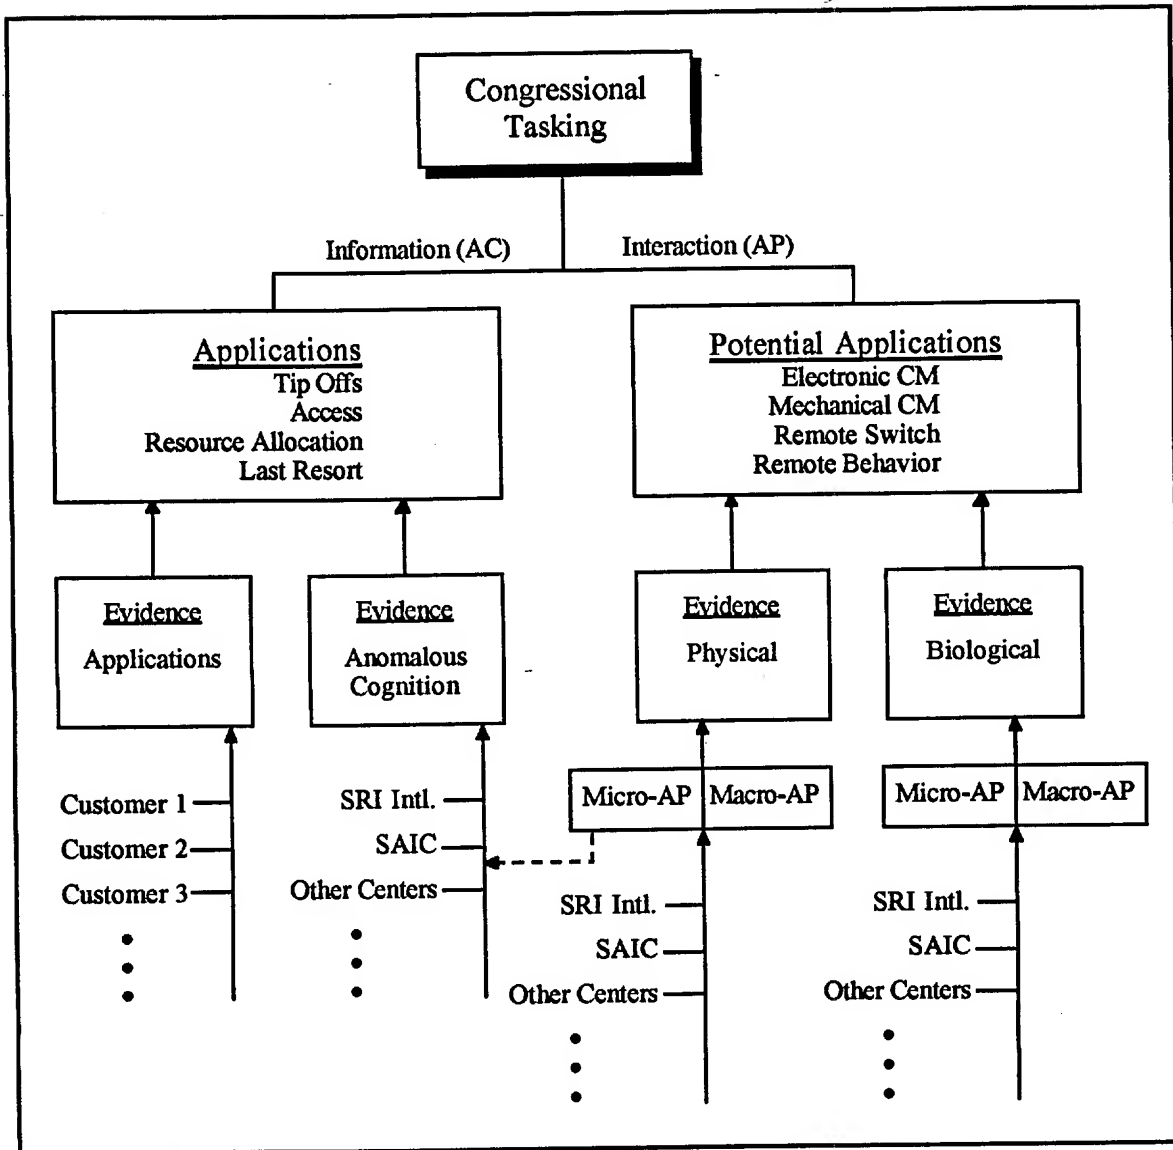 Congressional
Tasking
Information (AC)
Interaction (AP)
Applications
Tip Offs
Access
Resource Allocation
Last Resort
Potential Applications
Electronic CM
Mechanical CM
Remote Switch
Remote Behavior
Evidence
Applications
Evidence
Anomalous
Cognition
Evidence
Physical
Evidence
Biological
Customer 1
Customer 2
Customer 3
SRI Intl.
SAIC
Other Centers
Micro-AP
Macro-AP
SRI Intl.
SAIC
Other Centers
Micro-AP
Macro-AP
SRI Intl.
SAIC
Other Centers